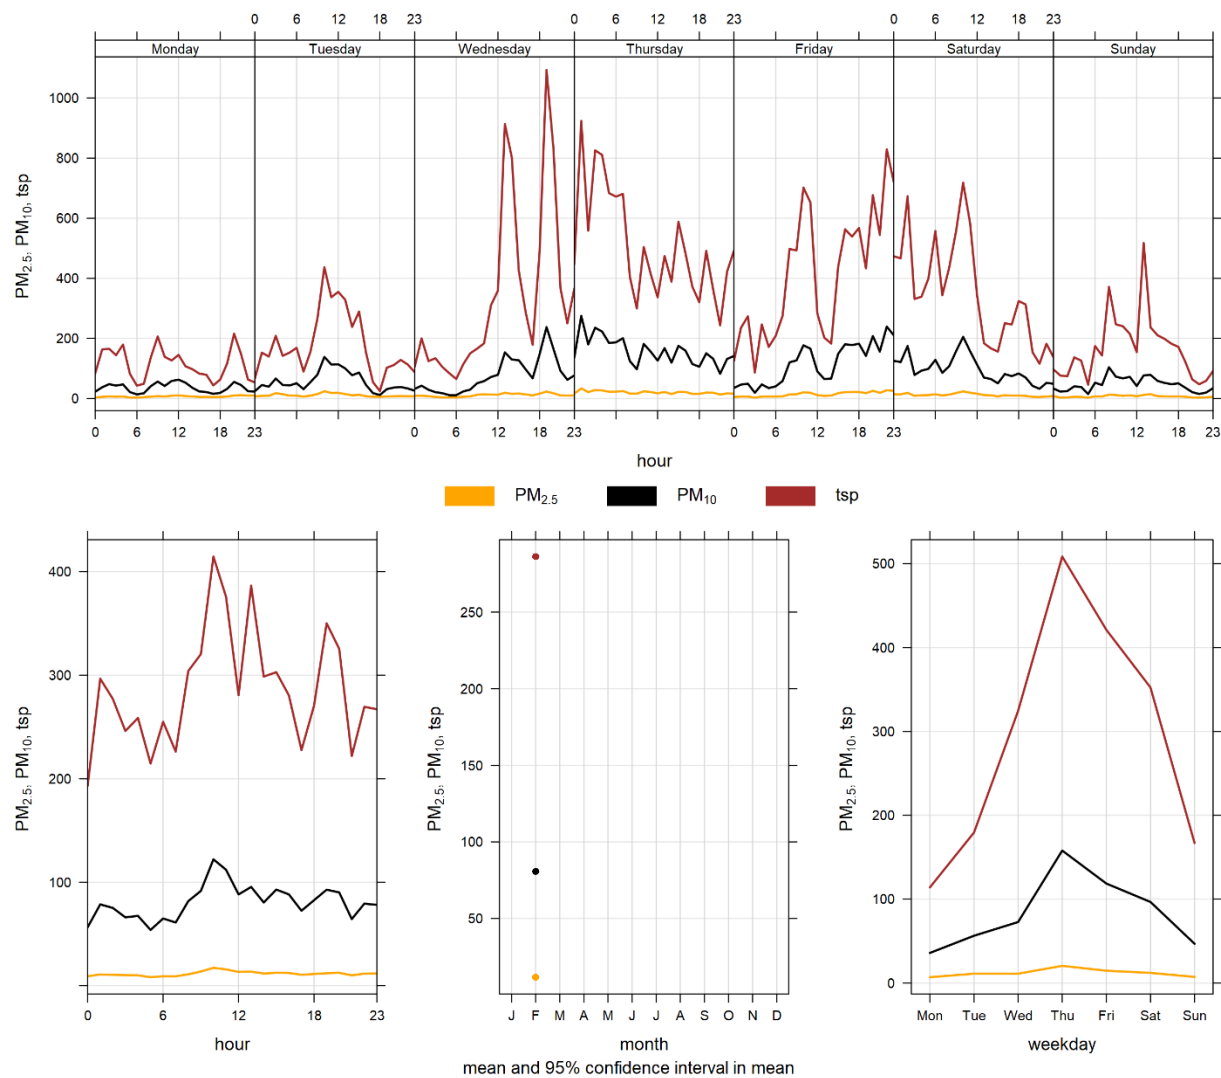 0 6 12 18 23 0 6 12 18 23 0 6 12 18 23
Monday Tuesday Wednesday Thursday Friday Saturday Sunday
1000
800
600
400
200
0
PM2.5, PM10, tsp
0 6 12 18 23 0 6 12 18 23 0 6 12 18 23 0 6 12 18 23
hour
PM2.5 PM10 tsp
400
300
200
100
PM2.5, PM10, tsp
0 6 12 18 23
hour
250
200
150
100
50
PM2.5, PM10, tsp
J F M A M J J A S O N D
month
mean and 95% confidence interval in mean
500
400
300
200
100
0
PM2.5, PM10, tsp
Mon Tue Wed Thu Fri Sat Sun
weekday